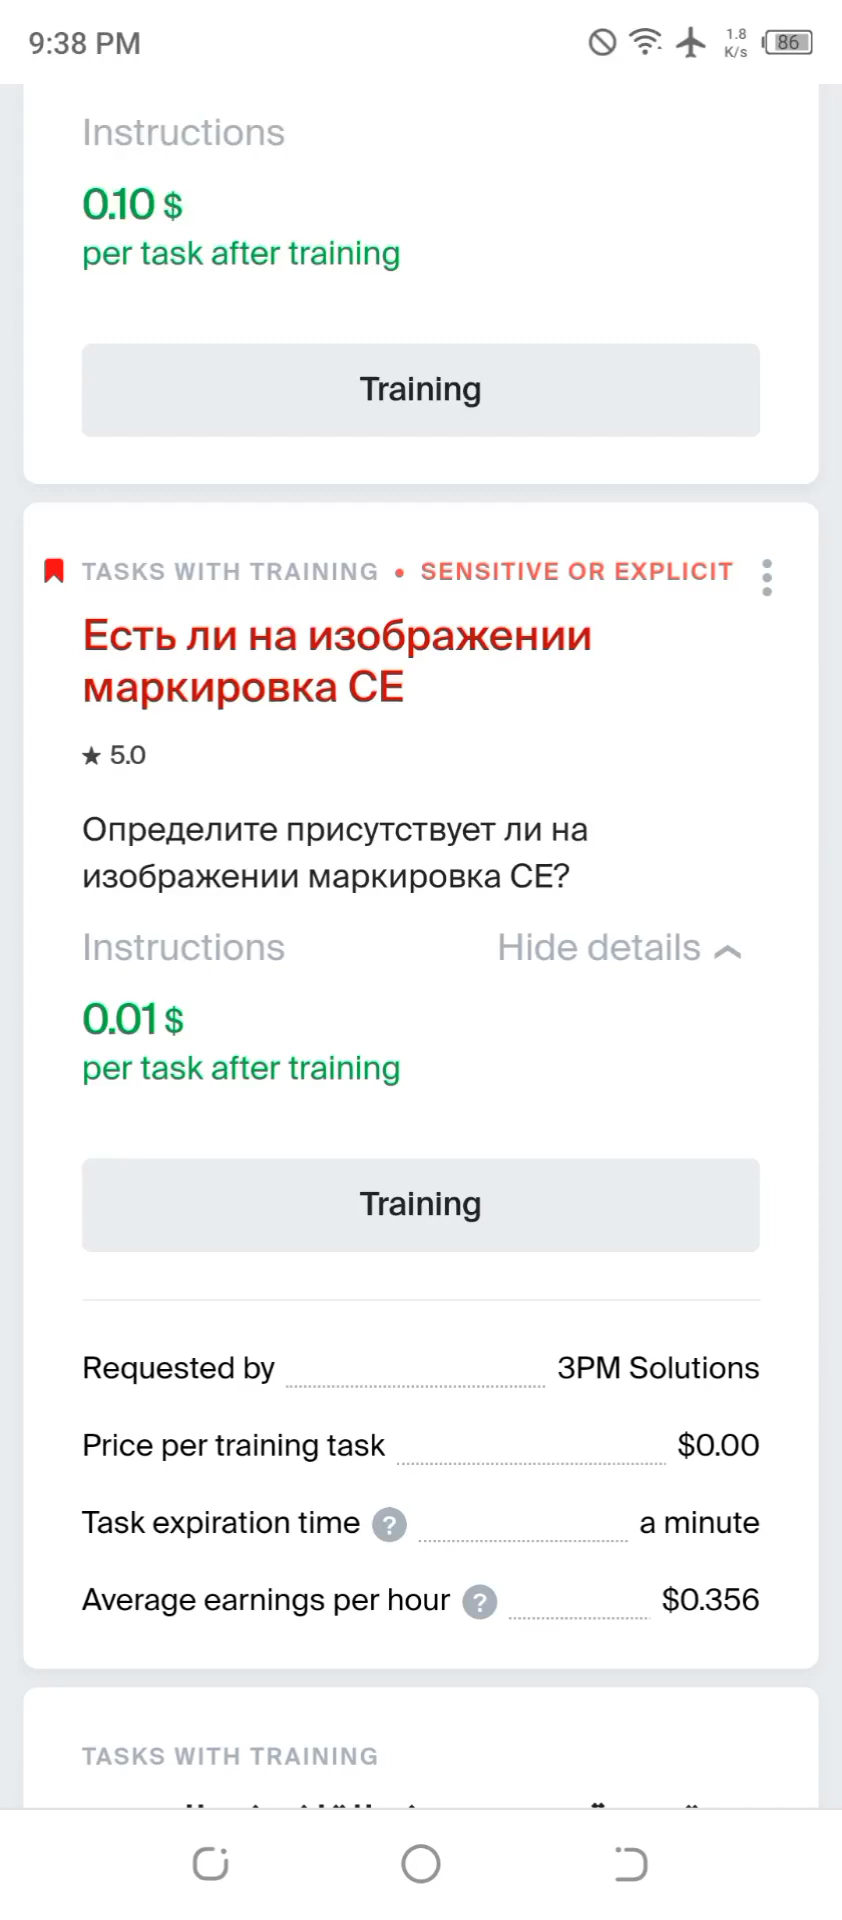 9:38 PM
1.8
K/s
86
Instructions
0.10 $
per task after training
Training
TASKS WITH TRAINING • SENSITIVE OR EXPLICIT
Есть ли на изображении
маркировка СЕ
★ 5.0
Определите присутствует ли на
изображении маркировка СЕ?
Instructions Hide details
0.01 $
per task after training
Training
Requested by 3PM Solutions
Price per training task $0.00
Task expiration time ? a minute
Average earnings per hour ? $0.356
TASKS WITH TRAINING